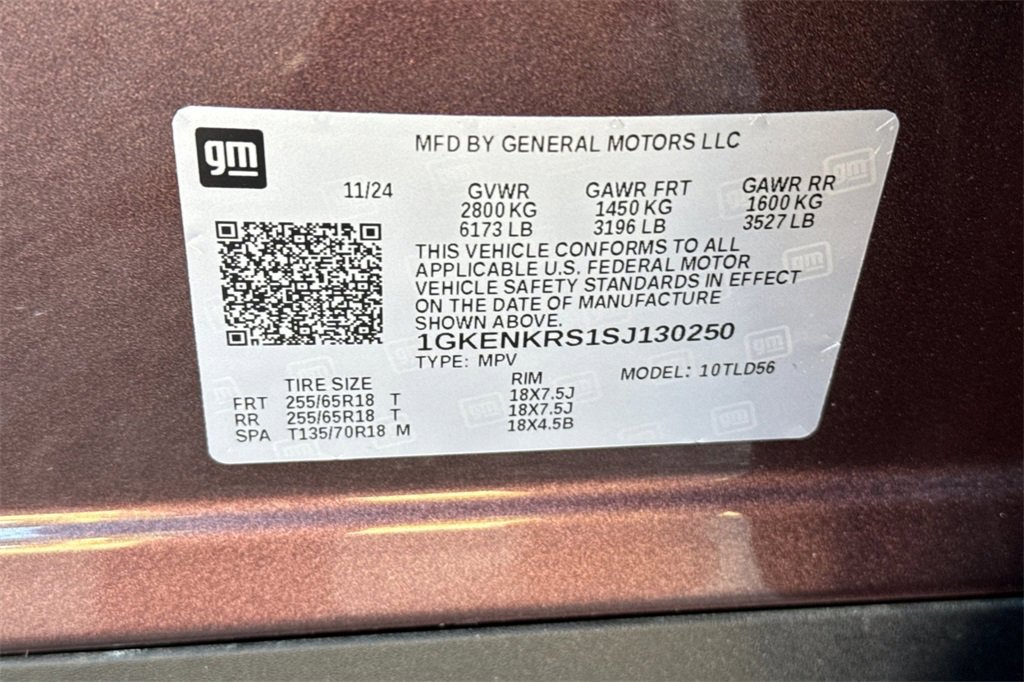 gm
MFD BY GENERAL MOTORS LLC
11/24 GVWR GAWR FRT GAWR RR
2800 KG 1450 KG 1600 KG
6173 LB 3196 LB 3527 LB
THIS VEHICLE CONFORMS TO ALL
APPLICABLE U.S. FEDERAL MOTOR
VEHICLE SAFETY STANDARDS IN EFFECT
ON THE DATE OF MANUFACTURE
SHOWN ABOVE.
1GKENKRS1SJ130250
TYPE: MPV MODEL: 10TLD56
TIRE SIZE RIM
FRT 255/65R18 T 18X7.5J
RR 255/65R18 T 18X7.5J
SPA T135/70R18 M 18X4.5B